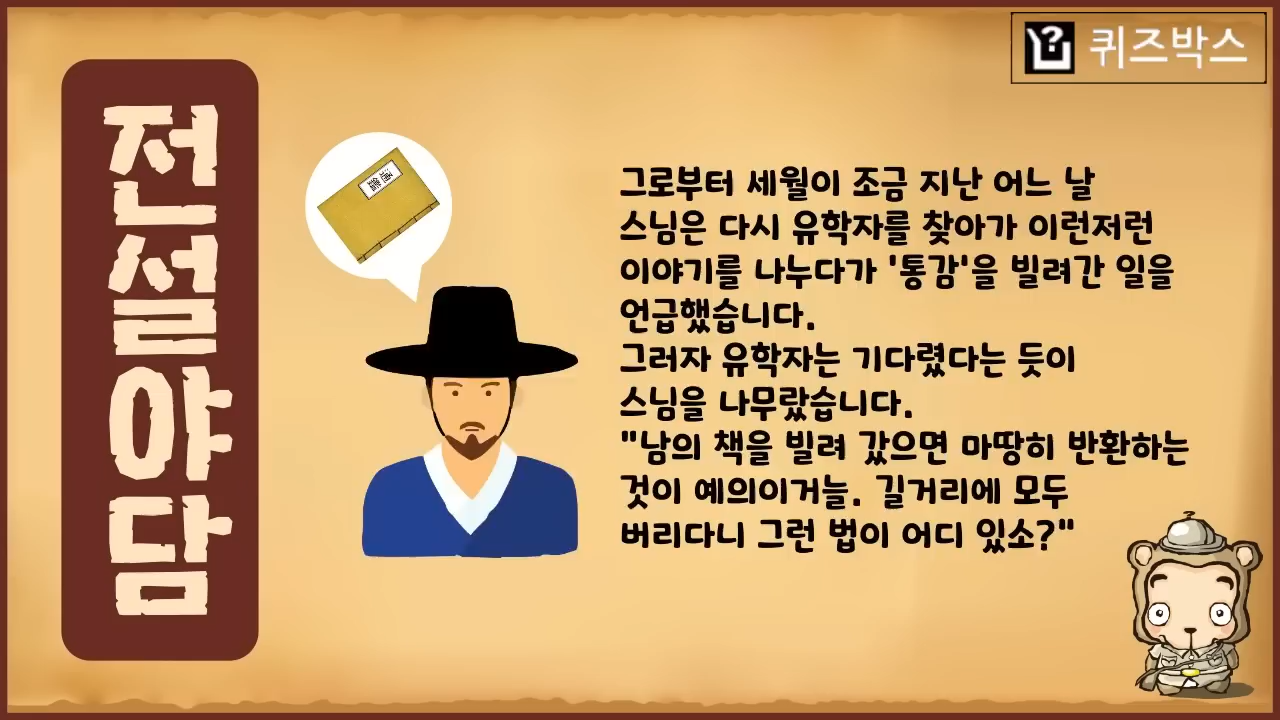 퀴즈박스
전설야담
通鑑
그로부터 세월이 조금 지난 어느 날
스님은 다시 유학자를 찾아가 이런저런
이야기를 나누다가 '통감'을 빌려간 일을
언급했습니다.
그러자 유학자는 기다렸다는 듯이
스님을 나무랐습니다.
"남의 책을 빌려 갔으면 마땅히 반환하는
것이 예의이거늘. 길거리에 모두
버리다니 그런 법이 어디 있소?"